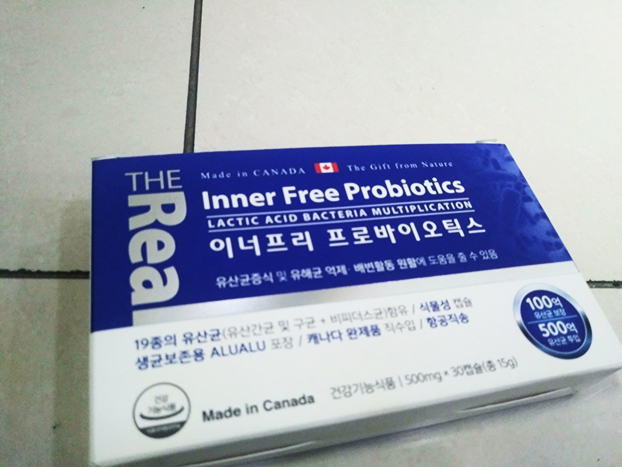 Made in CANADA The Gift from Nature
THE
Real
Inner Free Probiotics
LACTIC ACID BACTERIA MULTIPLICATION
이너프리 프로바이오틱스
유산균증식 및 유해균 억제 · 배변활동 원활에 도움을 줄 수 있음
19종의 유산균(유산간균 및 구균 + 비피더스균)함유 / 식물성 캡슐
생균보존용 ALUALU 포장 / 캐나다 완제품 직수입 / 항공직송
100억
유산균 보장
500억
유산균 투입
건강
기능식품
Made in Canada
건강기능식품 | 500mg × 30캡슐(총 15g)